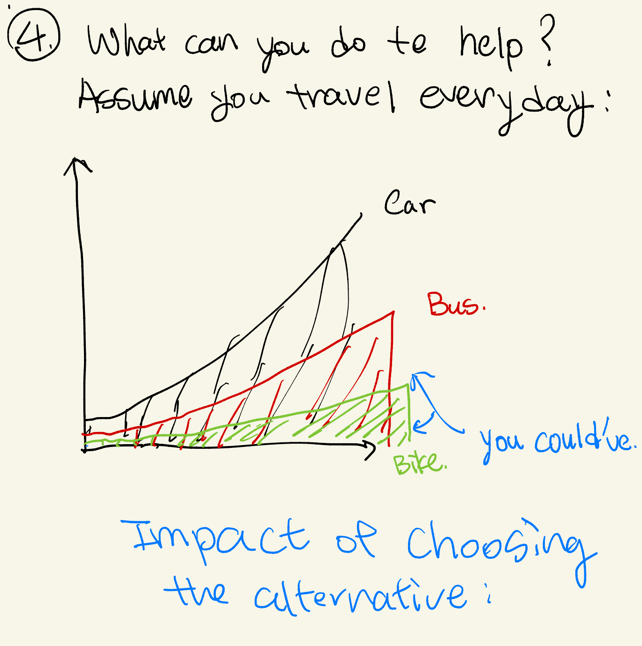 4. What can you do to help?
Assume you travel everyday:
Car
Bus.
you could've.
Bike.
Impact of choosing
the alternative: